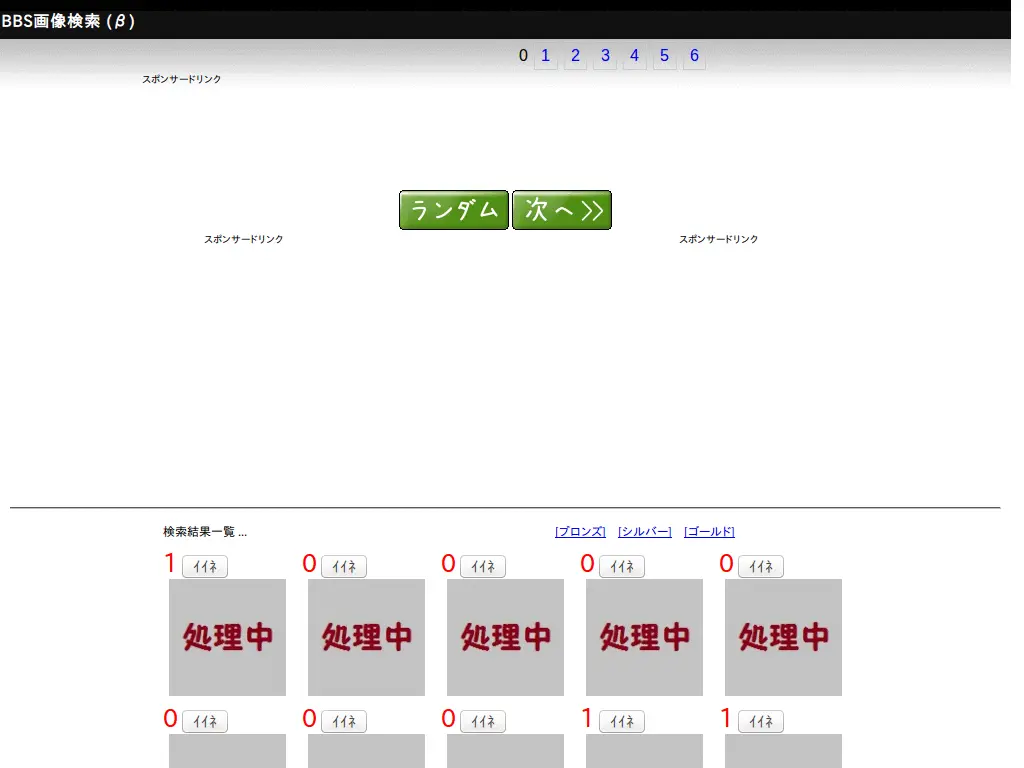 BBS画像検索 (β)
0 1 2 3 4 5 6
スポンサードリンク
ランダム 次へ>>
スポンサードリンク スポンサードリンク
検索結果一覧 ... [ブロンズ] [シルバー] [ゴールド]
1 イイネ 0 イイネ 0 イイネ 0 イイネ 0 イイネ
処理中 処理中 処理中 処理中 処理中
0 イイネ 0 イイネ 0 イイネ 1 イイネ 1 イイネ